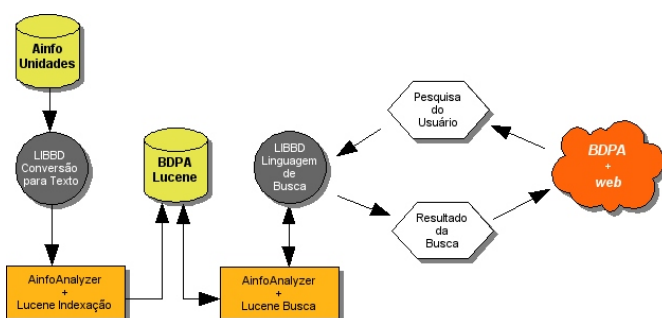 Ainfo
Unidades
LIBBD
Conversão
para Texto
AinfoAnalyzer
+
Lucene Indexação
BDPA
Lucene
LIBBD
Linguagem
de
Busca
AinfoAnalyzer
+
Lucene Busca
Pesquisa
do
Usuário
Resultado
da
Busca
BDPA
+
web